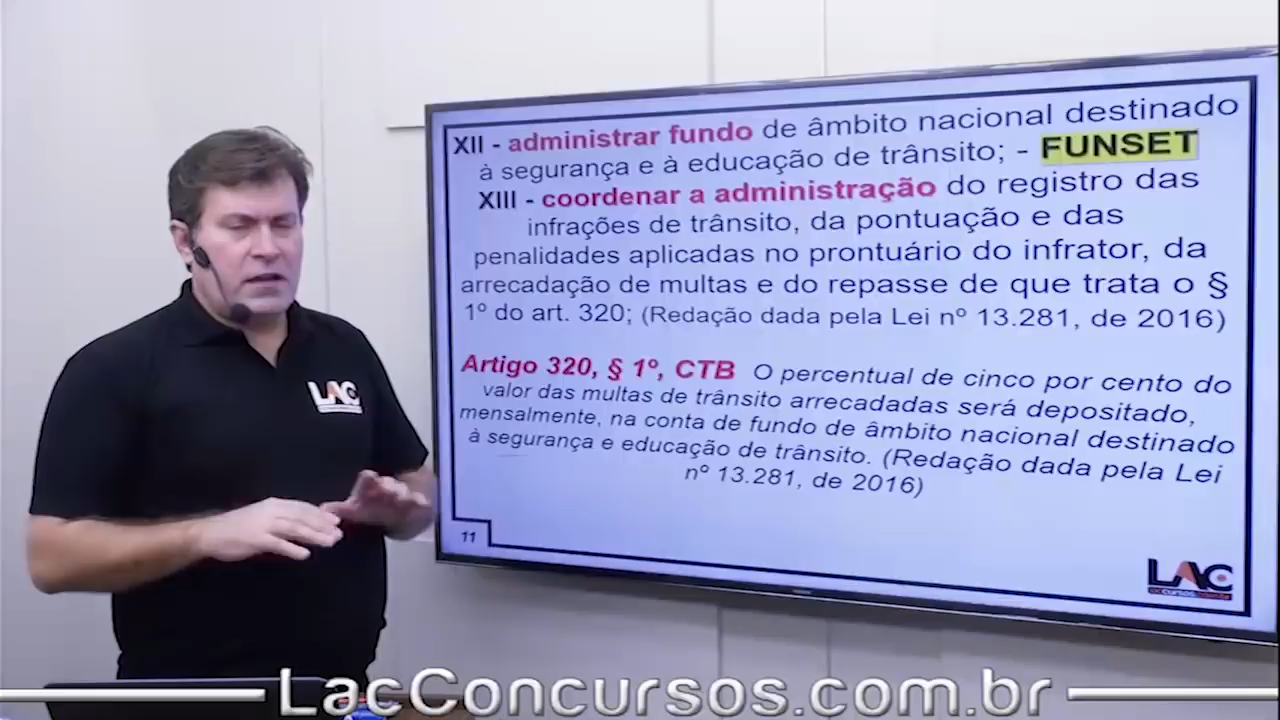 XII - administrar fundo de âmbito nacional destinado
à segurança e à educação de trânsito; - FUNSET
XIII - coordenar a administração do registro das
infrações de trânsito, da pontuação e das
penalidades aplicadas no prontuário do infrator, da
arrecadação de multas e do repasse de que trata o §
1º do art. 320; (Redação dada pela Lei nº 13.281, de 2016)
Artigo 320, § 1º, CTB O percentual de cinco por cento do
valor das multas de trânsito arrecadadas será depositado,
mensalmente, na conta de fundo de âmbito nacional destinado
à segurança e educação de trânsito. (Redação dada pela Lei
nº 13.281, de 2016)
11
LAC
LAC
LacConcursos.com.br